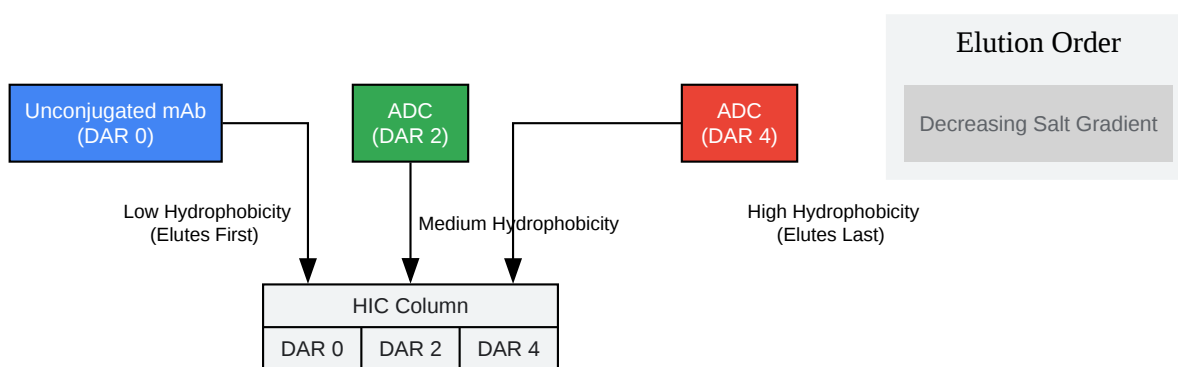 Elution Order
Unconjugated mAb
(DAR 0)
ADC
(DAR 2)
ADC
(DAR 4)
Decreasing Salt Gradient
Low Hydrophobicity
(Elutes First)
Medium Hydrophobicity
High Hydrophobicity
(Elutes Last)
HIC Column
DAR 0
DAR 2
DAR 4